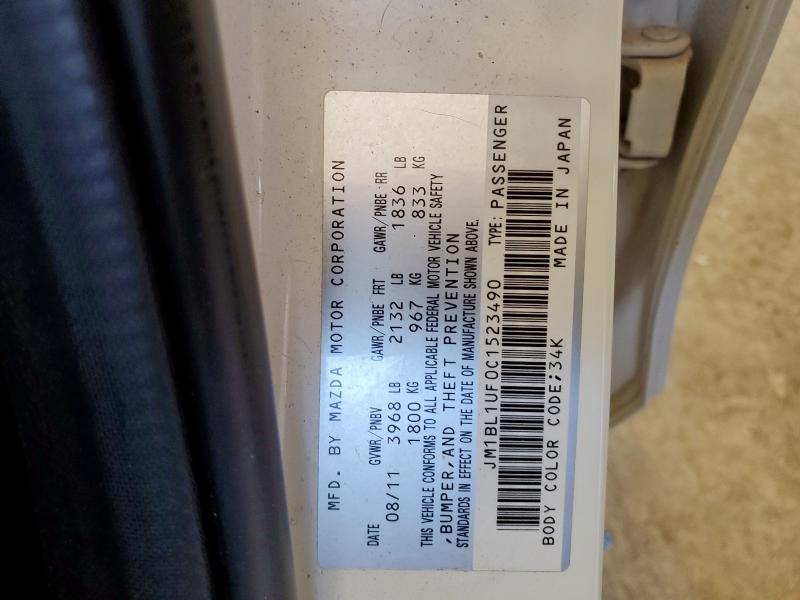 MFD. BY MAZDA MOTOR CORPORATION
DATE GVWR/PNBV GAWR/PNBE FRT GAWR/PNBE RR
08/11 3968 LB 2132 LB 1836 LB
1800 KG 967 KG 833 KG
THIS VEHICLE CONFORMS TO ALL APPLICABLE FEDERAL MOTOR VEHICLE SAFETY
,BUMPER,AND THEFT PREVENTION
STANDARDS IN EFFECT ON THE DATE OF MANUFACTURE SHOWN ABOVE.
JM1BL1UF0C1523490 TYPE: PASSENGER
BODY COLOR CODE;34K MADE IN JAPAN